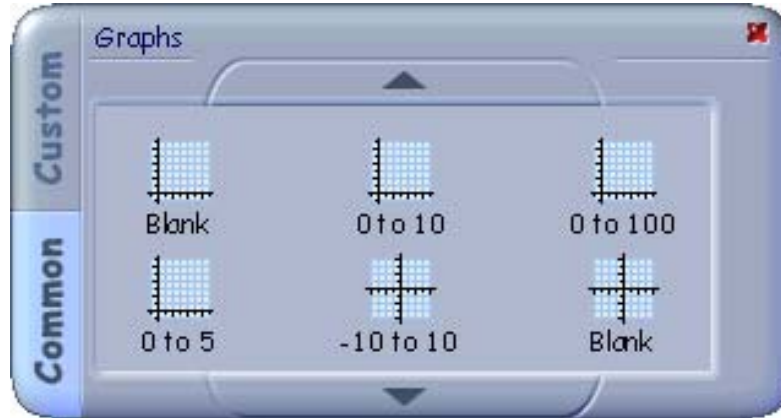 Graphs
Custom
Common
Blank
0 to 10
0 to 100
0 to 5
-10 to 10
Blank